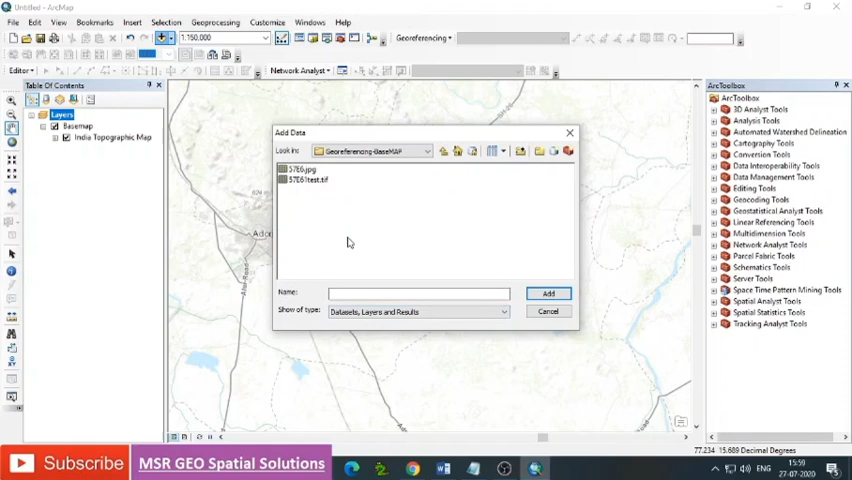 Untitled - ArcMap
File Edit View Bookmarks Insert Selection Geoprocessing Customize Windows Help
1:150,000
Georeferencing
Editor
Network Analyst
Table Of Contents
Layers
Basemap
India Topographic Map
Add Data
Look in: Georeferencing-BaseMAP
57E6.jpg
57E61test.tif
Name:
Add
Show of type: Datasets, Layers and Results
Cancel
ArcToolbox
ArcToolbox
3D Analyst Tools
Analysis Tools
Automated Watershed Delineation
Cartography Tools
Conversion Tools
Data Interoperability Tools
Data Management Tools
Editing Tools
Geocoding Tools
Geostatistical Analyst Tools
Linear Referencing Tools
Multidimension Tools
Network Analyst Tools
Parcel Fabric Tools
Schematics Tools
Server Tools
Space Time Pattern Mining Tools
Spatial Analyst Tools
Spatial Statistics Tools
Tracking Analyst Tools
77.234 15.689 Decimal Degrees
Subscribe
MSR GEO Spatial Solutions
ENG
15:59
27-07-2020